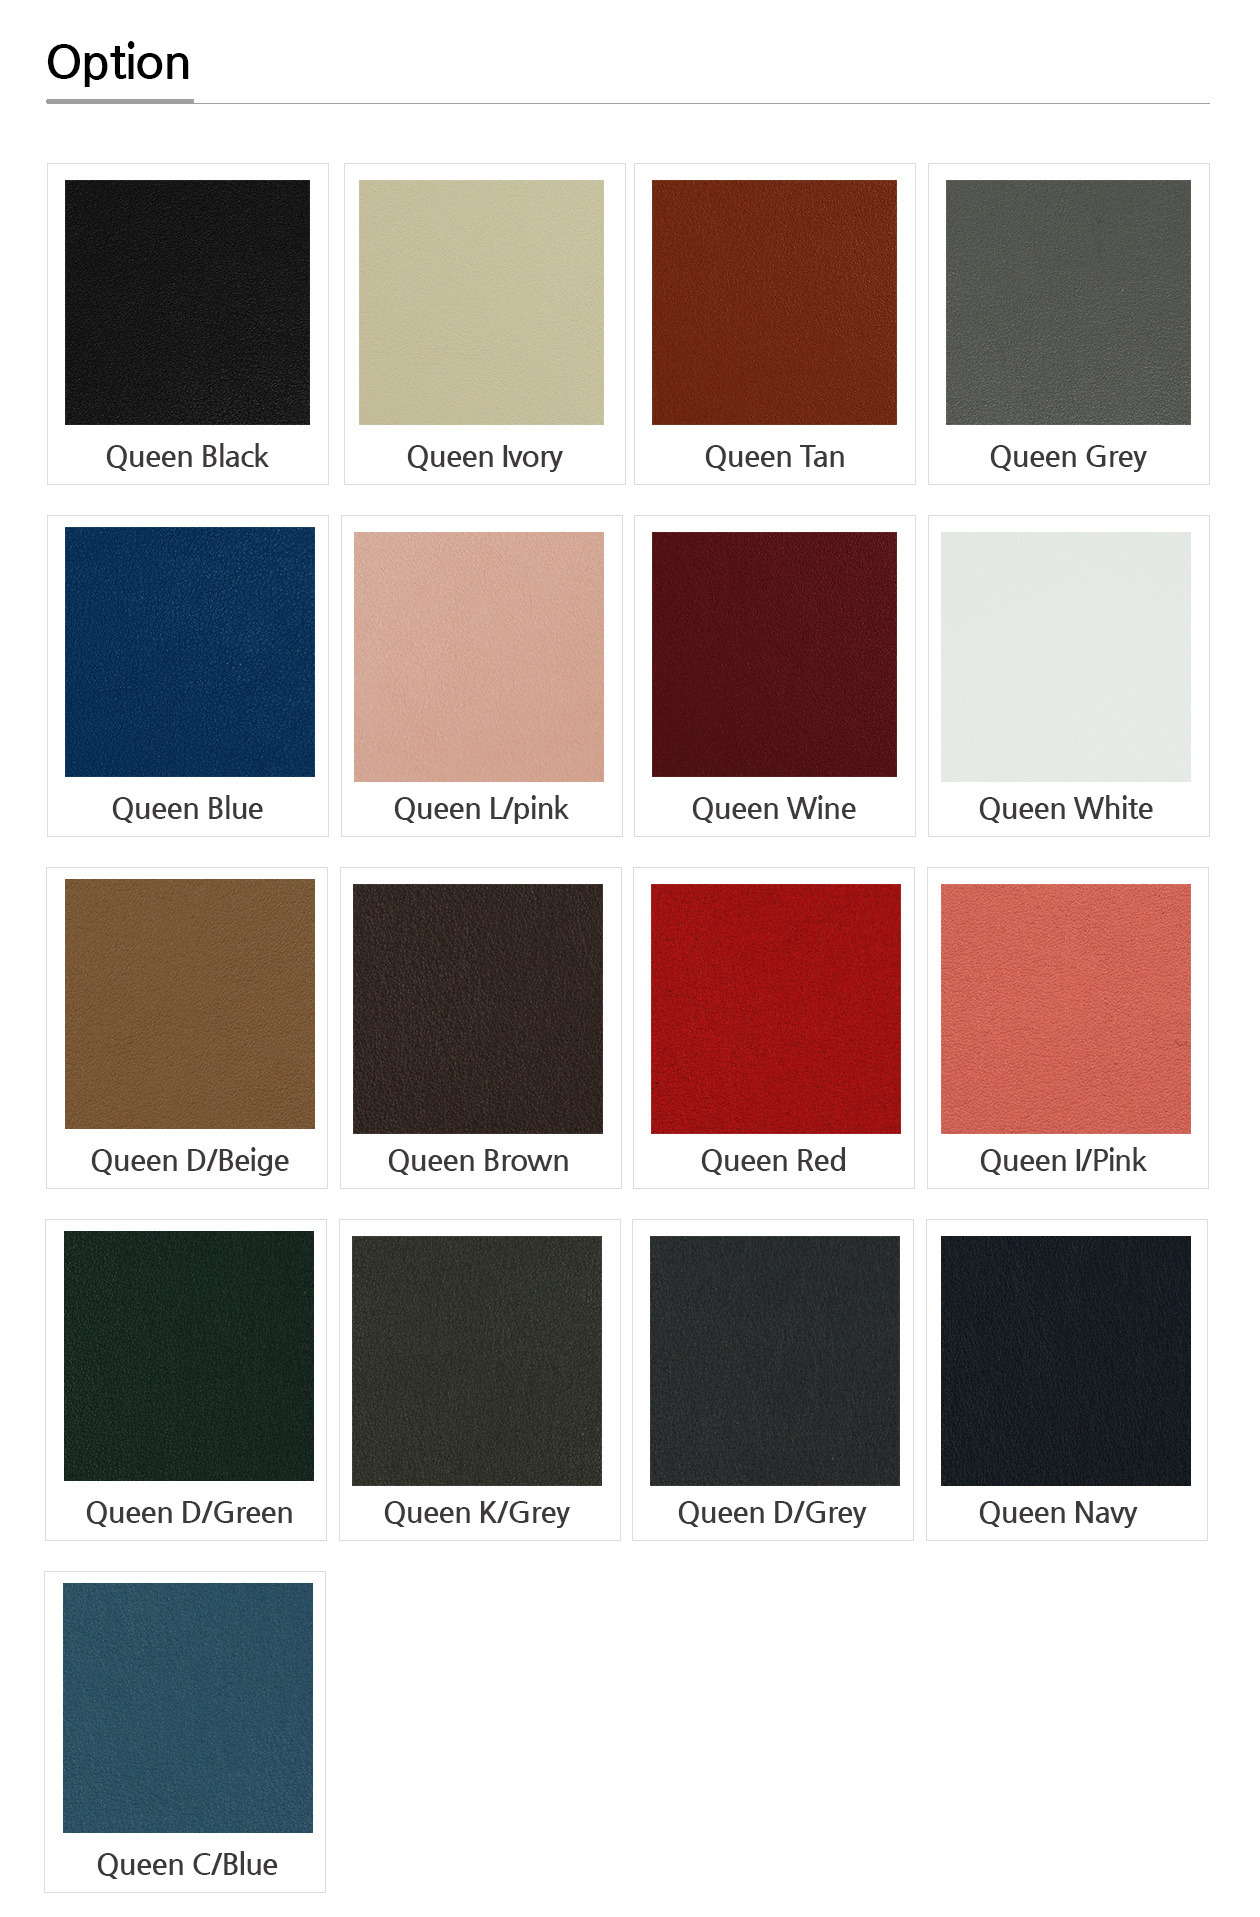 Option
Queen Black
Queen Ivory
Queen Tan
Queen Grey
Queen Blue
Queen L/pink
Queen Wine
Queen White
Queen D/Beige
Queen Brown
Queen Red
Queen I/Pink
Queen D/Green
Queen K/Grey
Queen D/Grey
Queen Navy
Queen C/Blue